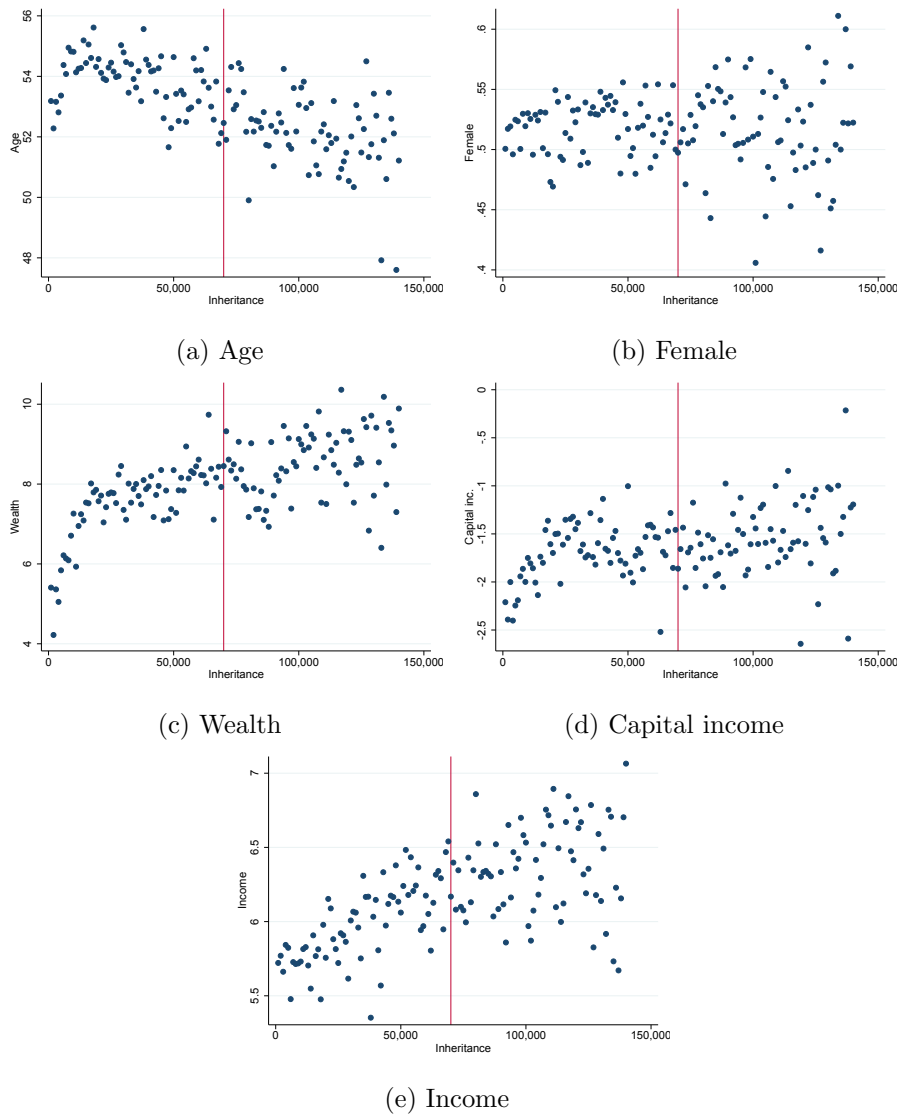 56
54
52
50
48
Age
0
50,000
100,000
150,000
Inheritance
(a) Age
.6
.55
.5
.45
.4
Female
0
50,000
100,000
150,000
Inheritance
(b) Female
10
8
6
4
Wealth
0
50,000
100,000
150,000
Inheritance
(c) Wealth
0
-.5
-1
-1.5
-2
-2.5
Capital inc.
0
50,000
100,000
150,000
Inheritance
(d) Capital income
7
6.5
6
5.5
Income
0
50,000
100,000
150,000
Inheritance
(e) Income